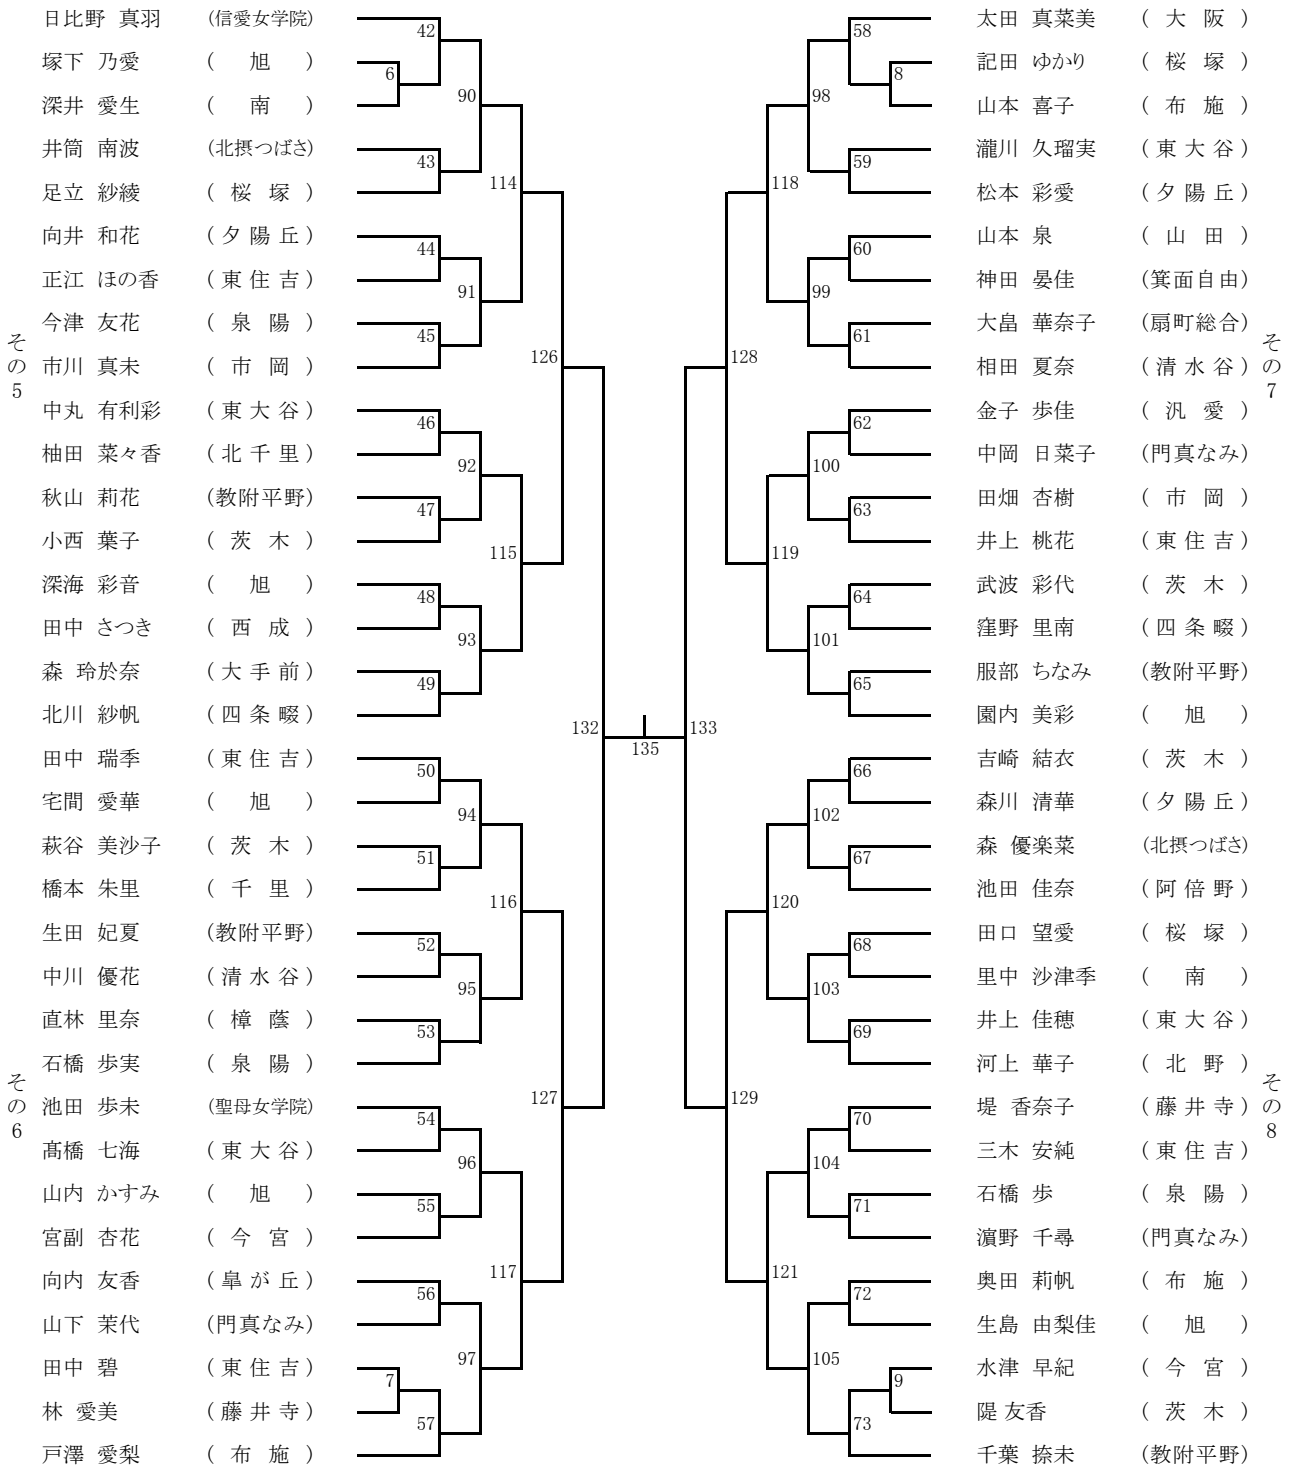 日比野 真羽 (信愛女学院)
塚下 乃愛 ( 旭 )
深井 愛生 ( 南 )
井筒 南波 (北摂つばさ)
足立 紗綾 ( 桜 塚 )
向井 和花 ( 夕 陽 丘 )
正江 ほの香 ( 東 住 吉 )
今津 友花 ( 泉 陽 )
市川 真未 ( 市 岡 )
中丸 有利彩 ( 東 大 谷 )
柚田 菜々香 ( 北 千 里 )
秋山 莉花 (教附平野)
小西 葉子 ( 茨 木 )
深海 彩音 ( 旭 )
田中 さつき ( 西 成 )
森 玲於奈 ( 大 手 前 )
北川 紗帆 ( 四 条 畷 )
その5
田中 瑞季 ( 東 住 吉 )
宅間 愛華 ( 旭 )
萩谷 美沙子 ( 茨 木 )
橋本 朱里 ( 千 里 )
生田 妃夏 (教附平野)
中川 優花 ( 清 水 谷 )
直林 里奈 ( 樟 蔭 )
石橋 歩実 ( 泉 陽 )
池田 歩未 (聖母女学院)
髙橋 七海 ( 東 大 谷 )
山内 かすみ ( 旭 )
宮副 杏花 ( 今 宮 )
向内 友香 ( 皐 が 丘 )
山下 茉代 (門真なみ)
田中 碧 ( 東 住 吉 )
林 愛美 ( 藤 井 寺 )
戸澤 愛梨 ( 布 施 )
その6
6
7
42
43
44
45
46
47
48
49
50
51
52
53
54
55
56
57
90
91
92
93
94
95
96
97
114
115
116
117
126
127
132
135
133
128
129
118
119
120
121
98
99
100
101
102
103
104
105
58
59
60
61
62
63
64
65
66
67
68
69
70
71
72
73
8
9
太田 真菜美 ( 大 阪 )
記田 ゆかり ( 桜 塚 )
山本 喜子 ( 布 施 )
瀧川 久瑠実 ( 東 大 谷 )
松本 彩愛 ( 夕 陽 丘 )
山本 泉 ( 山 田 )
神田 晏佳 (箕面自由)
大畠 華奈子 (扇町総合)
相田 夏奈 ( 清 水 谷 )
金子 歩佳 ( 汎 愛 )
中岡 日菜子 (門真なみ)
田畑 杏樹 ( 市 岡 )
井上 桃花 ( 東 住 吉 )
武波 彩代 ( 茨 木 )
窪野 里南 ( 四 条 畷 )
服部 ちなみ (教附平野)
園内 美彩 ( 旭 )
その7
吉崎 結衣 ( 茨 木 )
森川 清華 ( 夕 陽 丘 )
森 優楽菜 (北摂つばさ)
池田 佳奈 ( 阿 倍 野 )
田口 望愛 ( 桜 塚 )
里中 沙津季 ( 南 )
井上 佳穂 ( 東 大 谷 )
河上 華子 ( 北 野 )
堤 香奈子 ( 藤 井 寺 )
三木 安純 ( 東 住 吉 )
石橋 歩 ( 泉 陽 )
濵野 千尋 (門真なみ)
奥田 莉帆 ( 布 施 )
生島 由梨佳 ( 旭 )
水津 早紀 ( 今 宮 )
隄 友香 ( 茨 木 )
千葉 捺未 (教附平野)
その8